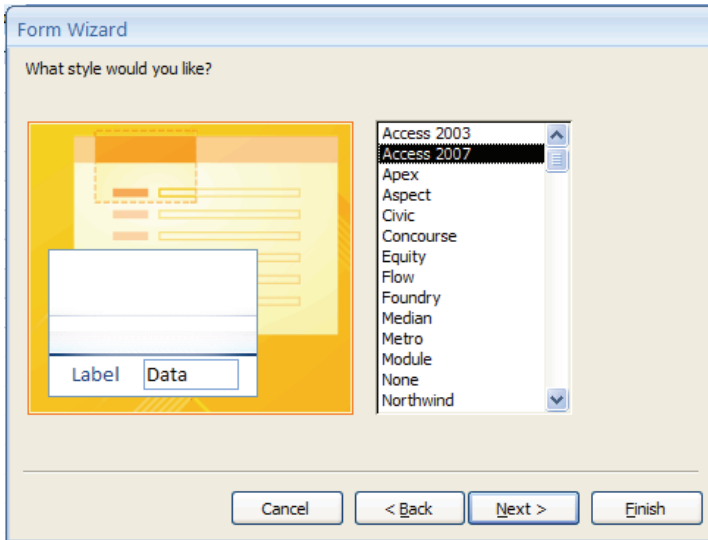 Form Wizard
What style would you like?
Access 2003
Access 2007
Apex
Aspect
Civic
Concourse
Equity
Flow
Foundry
Median
Metro
Module
None
Northwind
Label Data
Cancel < Back Next > Finish